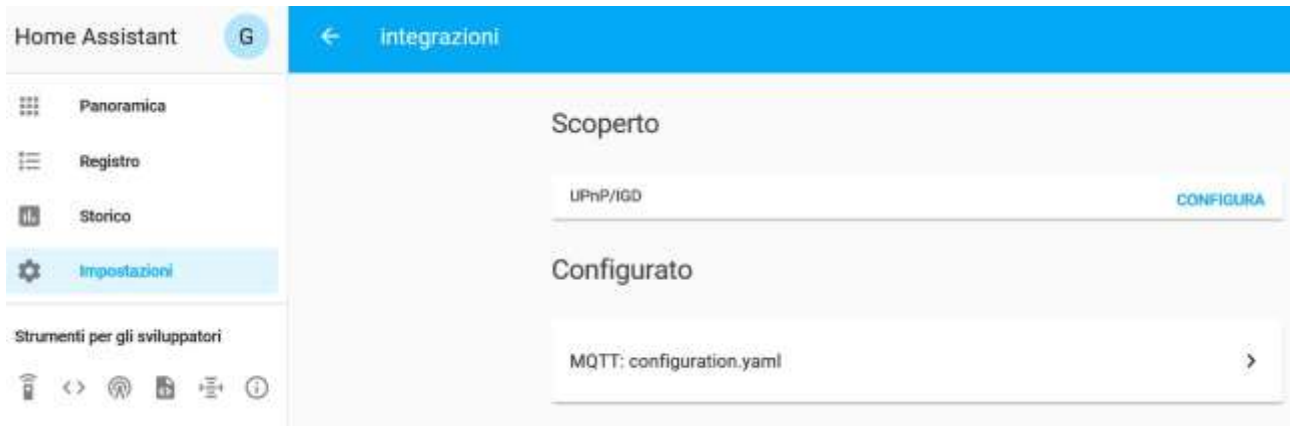 Home Assistant
G
integrazioni
Panoramica
Registro
Storico
Impostazioni
Strumenti per gli sviluppatori
Scoperto
UPnP/IGD
CONFIGURA
Configurato
MQTT: configuration.yaml